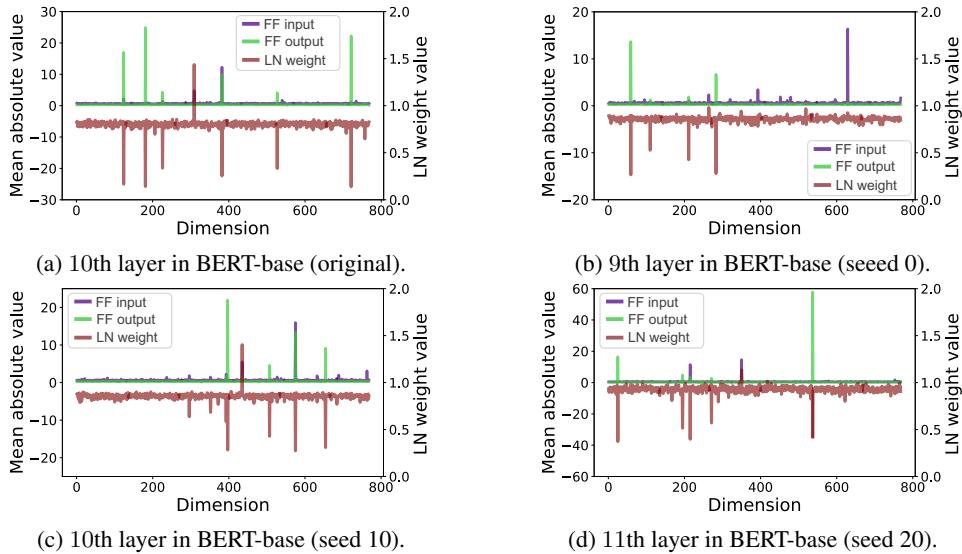 30
20
10
0
−10
−20
−30
Mean absolute value
2.0
1.5
1.0
0.5
0.0
LN weight value
FF input
FF output
LN weight
0 200 400 600 800
Dimension
(a) 10th layer in BERT-base (original).
20
10
0
−10
−20
Mean absolute value
2.0
1.5
1.0
0.5
0.0
LN weight value
FF input
FF output
LN weight
0 200 400 600 800
Dimension
(b) 9th layer in BERT-base (seeed 0).
20
10
0
−10
−20
Mean absolute value
2.0
1.5
1.0
0.5
0.0
LN weight value
FF input
FF output
LN weight
0 200 400 600 800
Dimension
(c) 10th layer in BERT-base (seed 10).
60
40
20
0
−20
−40
−60
Mean absolute value
2.0
1.5
1.0
0.5
0.0
LN weight value
FF input
FF output
LN weight
0 200 400 600 800
Dimension
(d) 11th layer in BERT-base (seed 20).